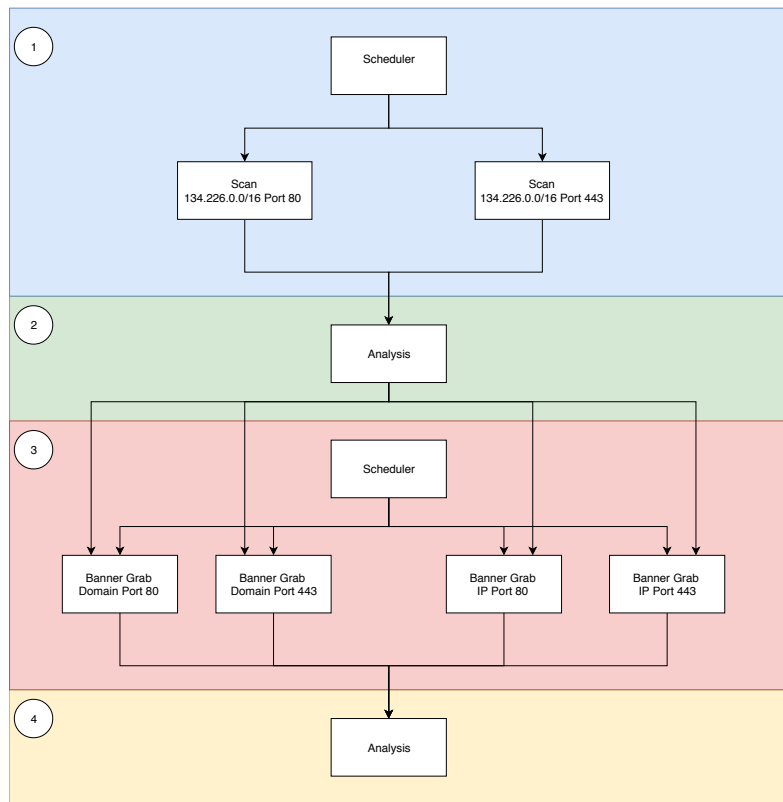 1
Scheduler
Scan
134.226.0.0/16 Port 80
Scan
134.226.0.0/16 Port 443
2
Analysis
3
Scheduler
Banner Grab
Domain Port 80
Banner Grab
Domain Port 443
Banner Grab
IP Port 80
Banner Grab
IP Port 443
4
Analysis